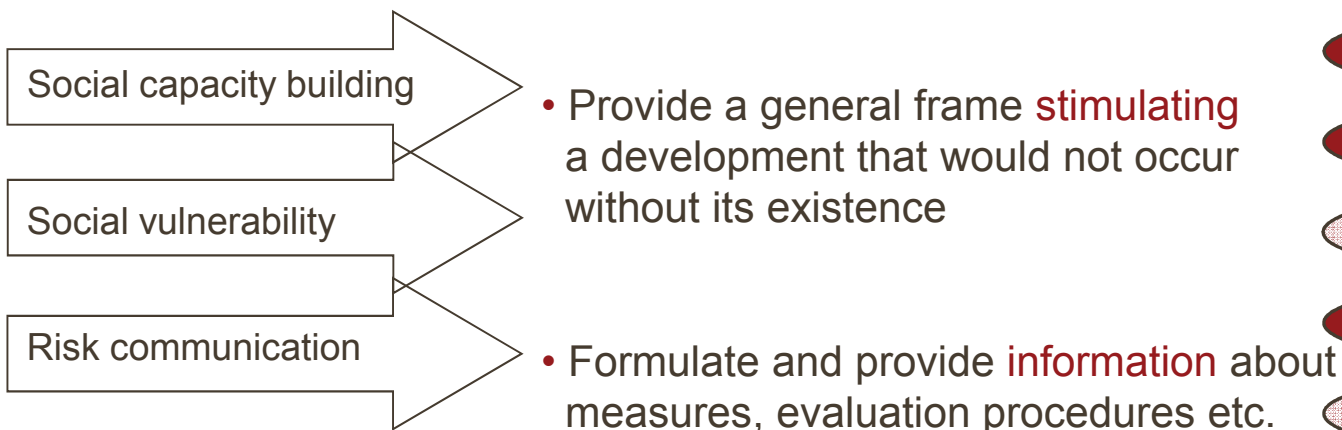 Social capacity building
Social vulnerability
Risk communication
• Provide a general frame stimulating
a development that would not occur
without its existence
• Formulate and provide information about
measures, evaluation procedures etc.